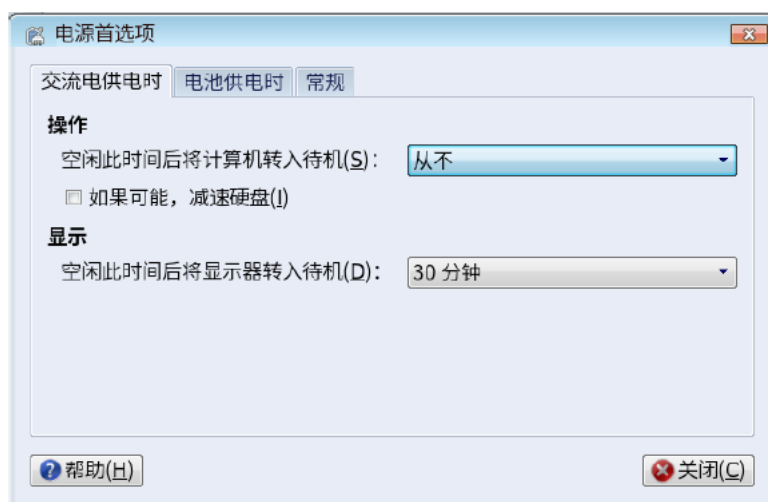 电源首选项
交流电供电时 电池供电时 常规
操作
空闲此时间后将计算机转入待机(S): 从不
如果可能，减速硬盘(I)
显示
空闲此时间后将显示器转入待机(D): 30 分钟
帮助(H) 关闭(C)